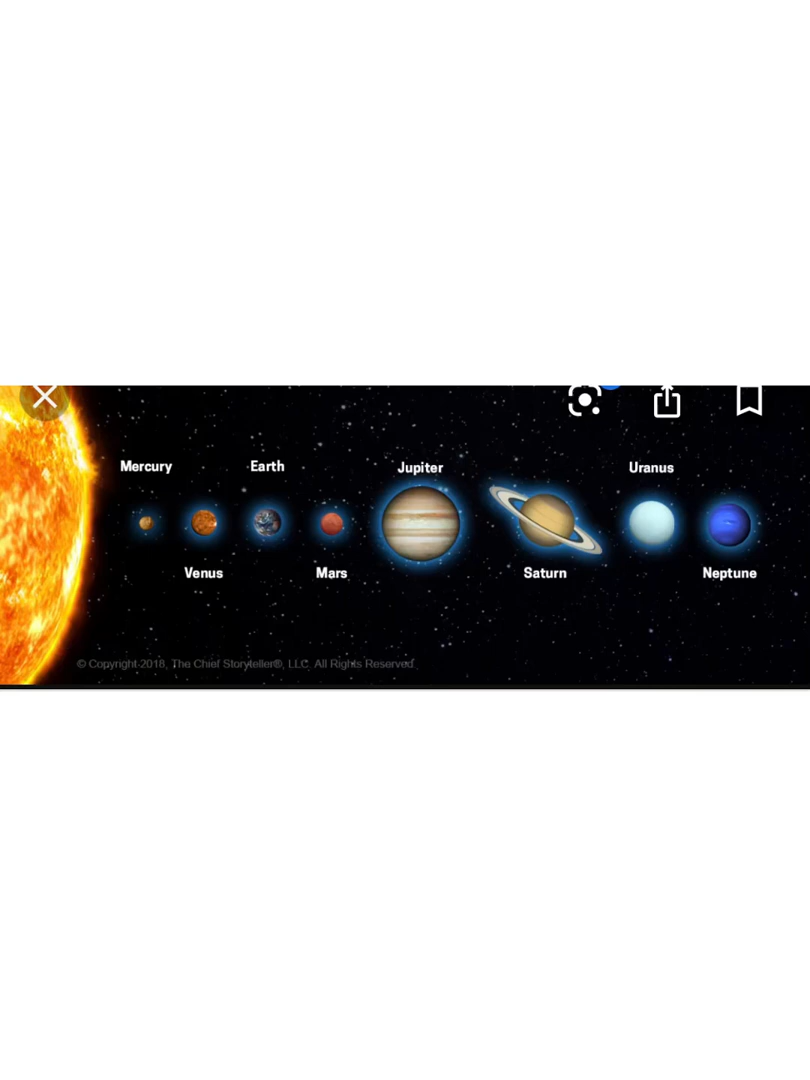 Mercury
Earth
Jupiter
Uranus
Venus
Mars
Saturn
Neptune
© Copyright 2018, The Chief Storyteller®, LLC. All Rights Reserved